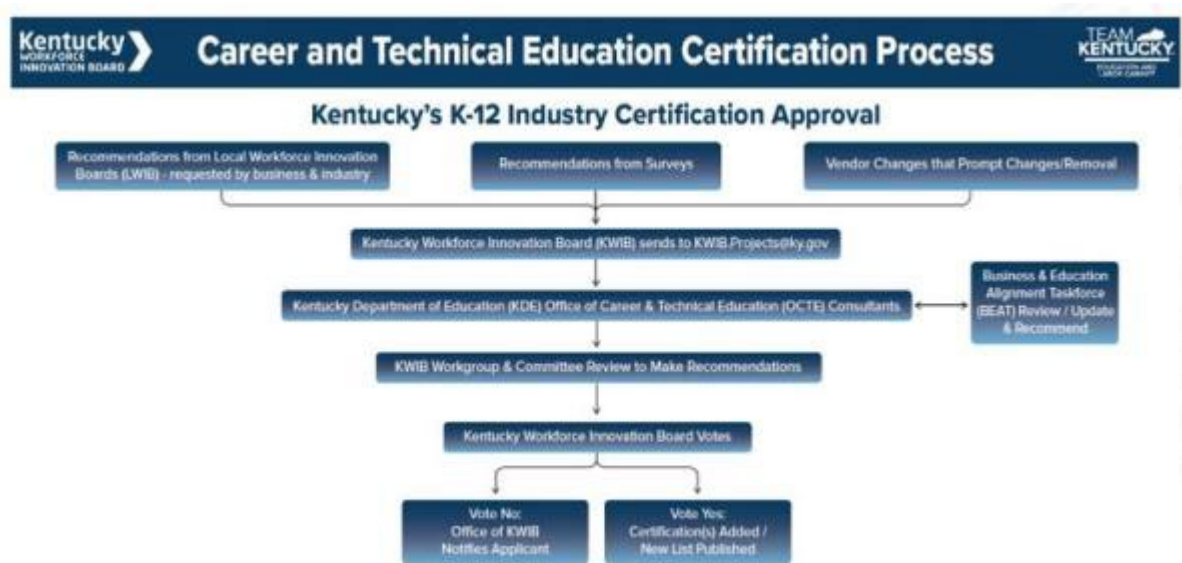 Kentucky
WORKFORCE
INNOVATION BOARD
Career and Technical Education Certification Process
TEAM
KENTUCKY
EDUCATION AND
LABOR CABINET
Kentucky's K-12 Industry Certification Approval
Recommendations from Local Workforce Innovation
Boards (LWIB) - requested by business & industry
Recommendations from Surveys
Vendor Changes that Prompt Changes/Removal
Kentucky Workforce Innovation Board (KWIB) sends to KWIB.Projects@ky.gov
Kentucky Department of Education (KDE) Office of Career & Technical Education (OCTE) Consultants
Business & Education
Alignment Taskforce
(BEAT) Review / Update
& Recommend
KWIB Workgroup & Committee Review to Make Recommendations
Kentucky Workforce Innovation Board Votes
Vote No:
Office of KWIB
Notifies Applicant
Vote Yes:
Certification(s) Added /
New List Published